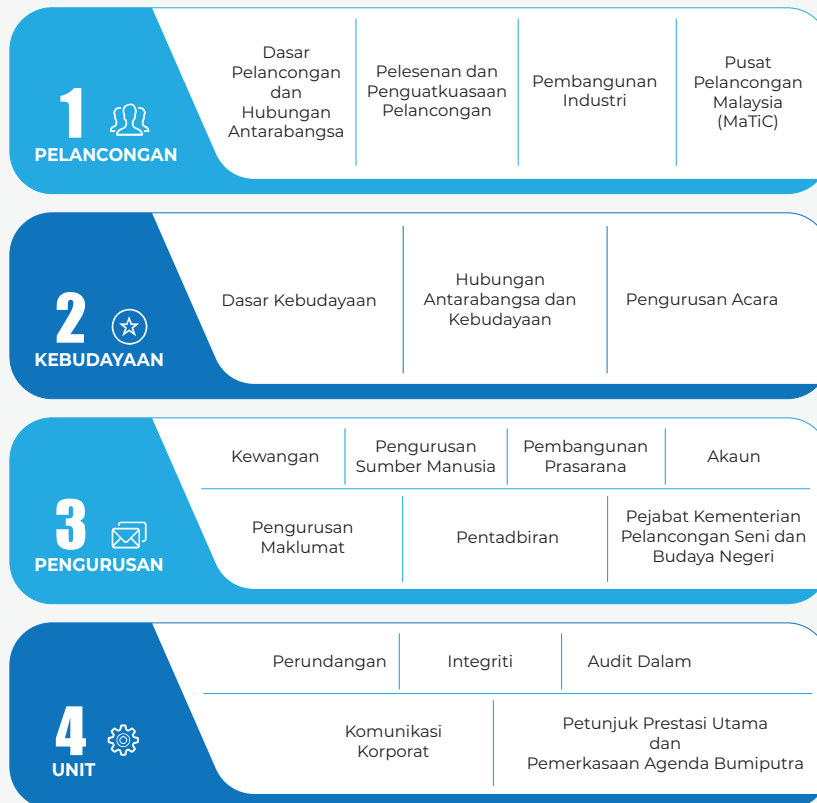 1
PELANCONGAN
Dasar
Pelancongan
dan
Hubungan
Antarabangsa
Pelesenan dan
Penguatkuasaan
Pelancongan
Pembangunan
Industri
Pusat
Pelancongan
Malaysia
(MaTiC)
2
KEBUDAYAAN
Dasar Kebudayaan
Hubungan
Antarabangsa dan
Kebudayaan
Pengurusan Acara
3
PENGURUSAN
Kewangan
Pengurusan
Sumber Manusia
Pembangunan
Prasarana
Akaun
Pengurusan
Maklumat
Pentadbiran
Pejabat Kementerian
Pelancongan Seni dan
Budaya Negeri
4
UNIT
Perundangan
Integriti
Audit Dalam
Komunikasi
Korporat
Petunjuk Prestasi Utama
dan
Pemerkasaan Agenda Bumiputra